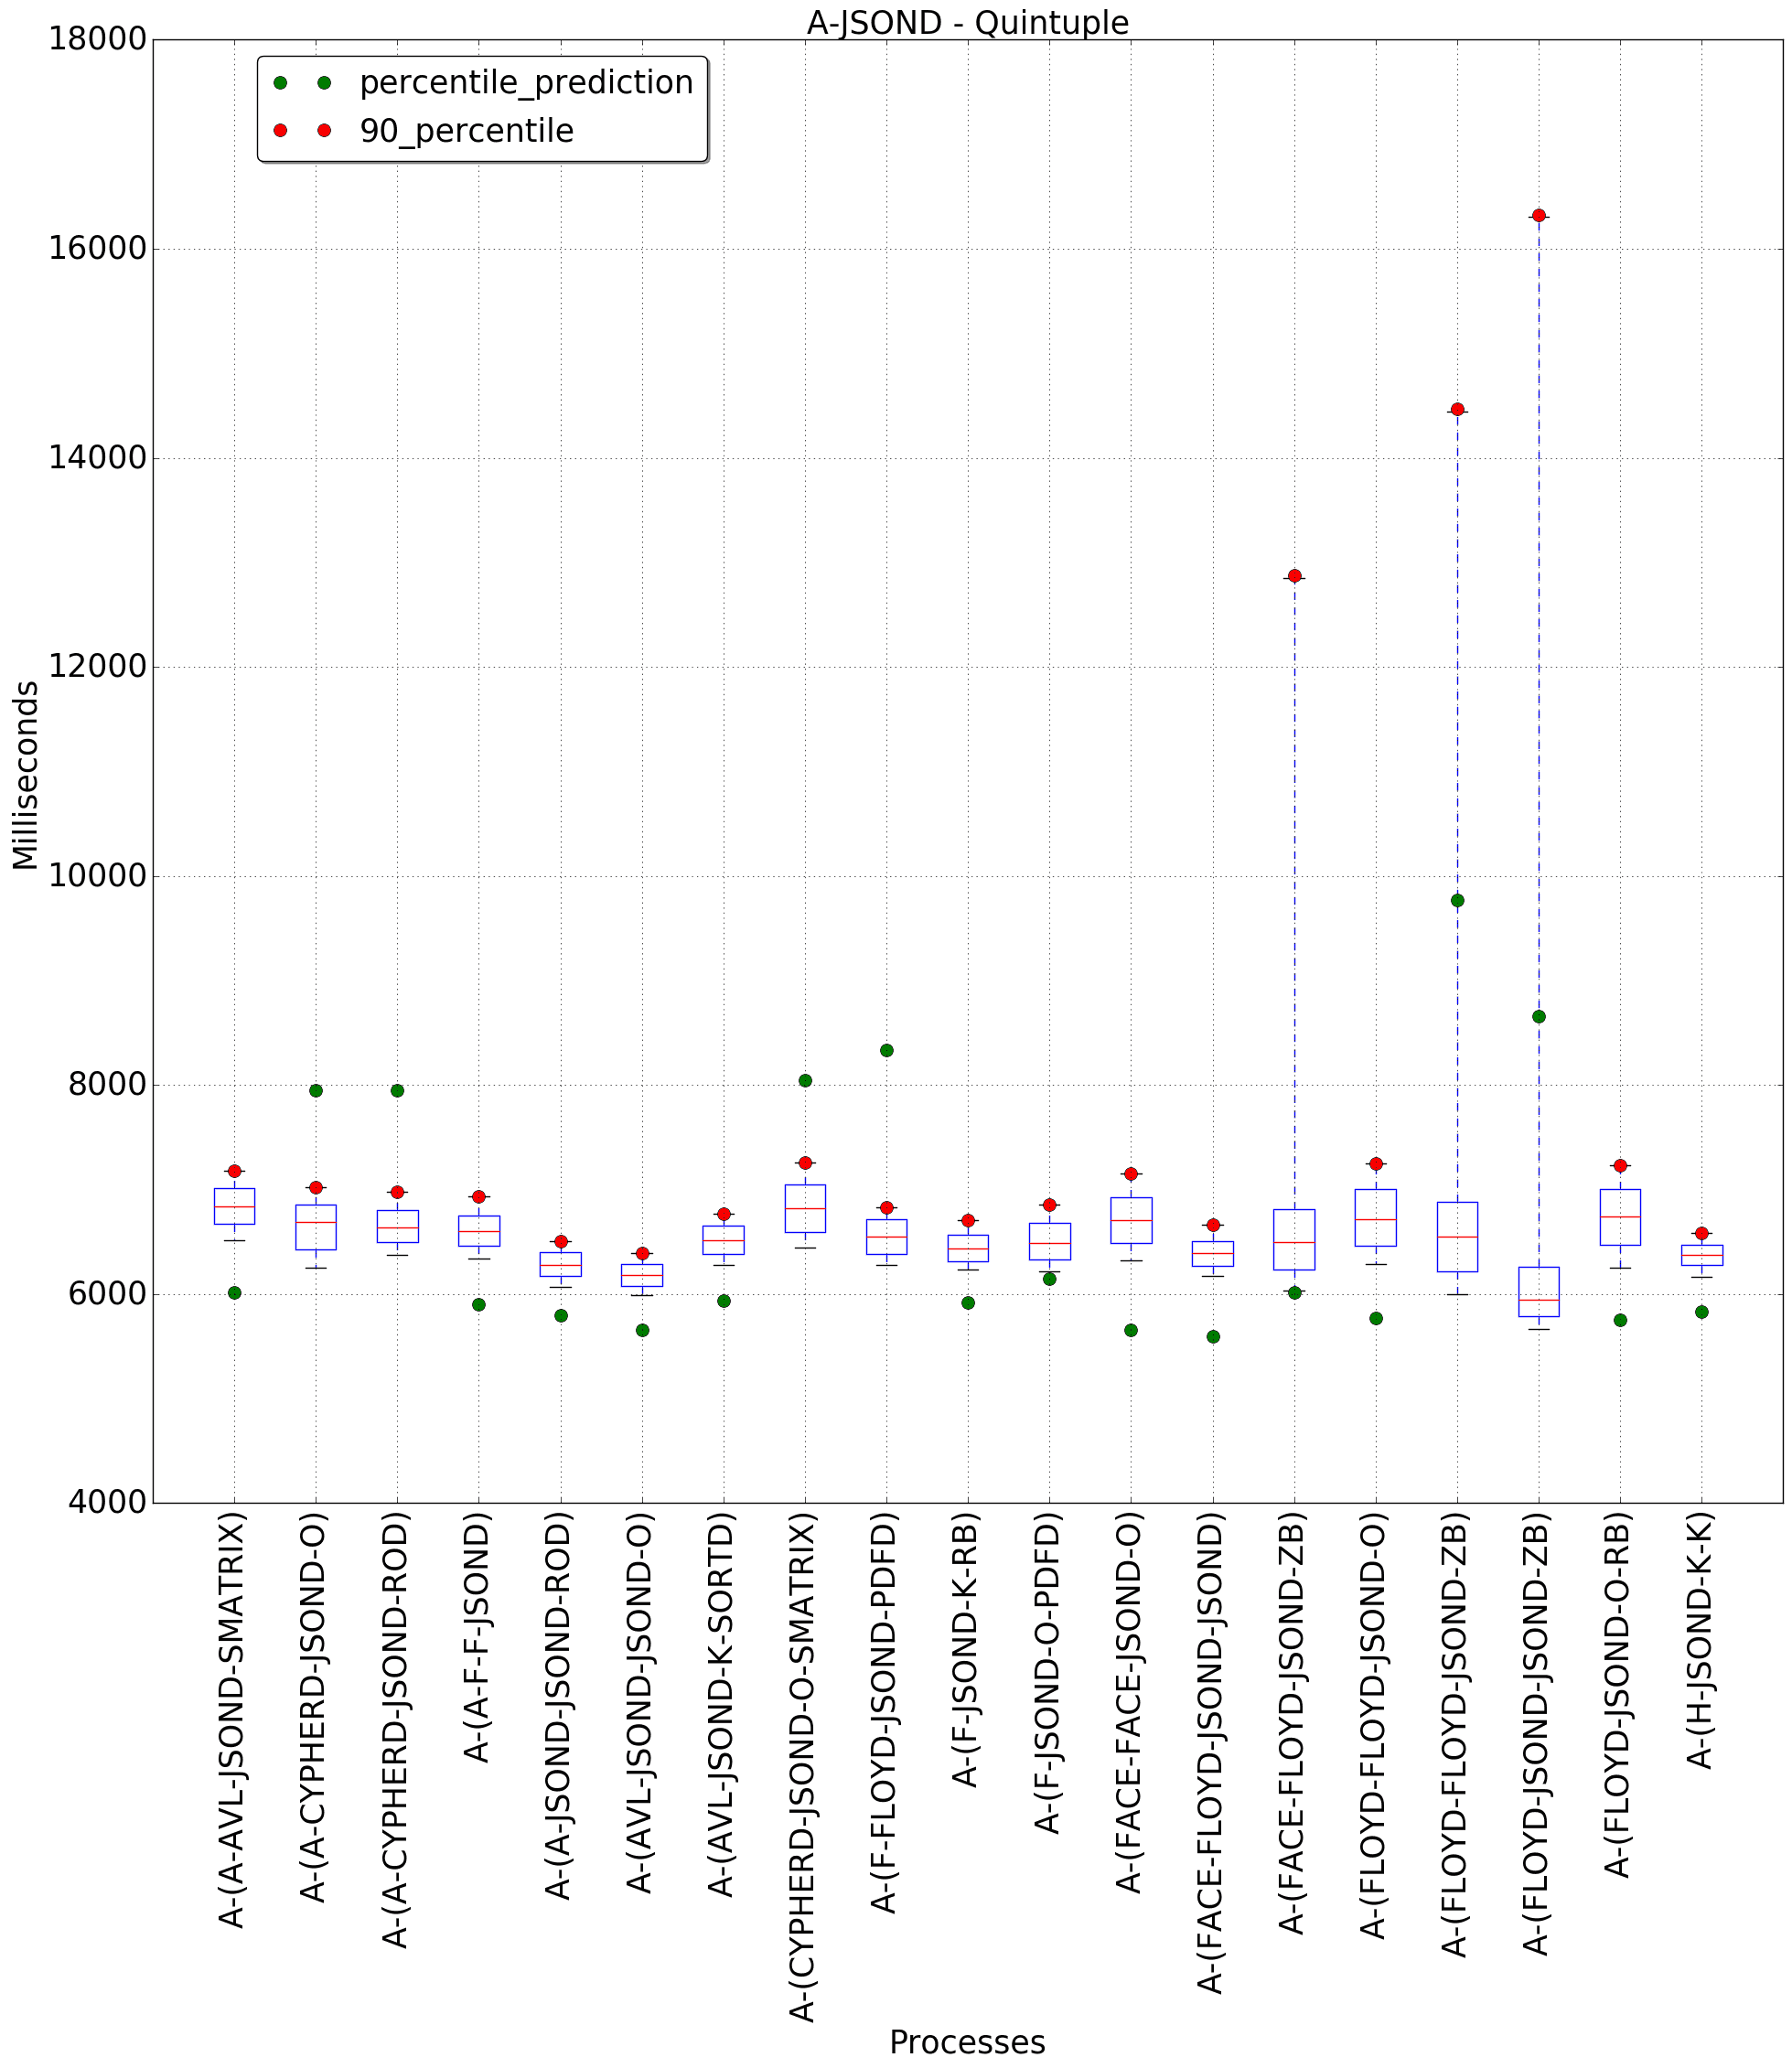 A-JSOND - Quintuple
percentile_prediction
90_percentile
18000
16000
14000
12000
10000
8000
6000
4000
Milliseconds
A-(A-AVL-JSOND-SMATRIX)
A-(A-CYPHERD-JSOND-O)
A-(A-CYPHERD-JSOND-ROD)
A-(A-F-F-JSOND)
A-(A-JSOND-JSOND-ROD)
A-(AVL-JSOND-JSOND-O)
A-(AVL-JSOND-K-SORTD)
A-(CYPHERD-JSOND-O-SMATRIX)
A-(F-FLOYD-JSOND-PDFD)
A-(F-JSOND-K-RB)
A-(F-JSOND-O-PDFD)
A-(FACE-FACE-JSOND-O)
A-(FACE-FLOYD-JSOND-JSOND)
A-(FACE-FLOYD-JSOND-ZB)
A-(FLOYD-FLOYD-JSOND-O)
A-(FLOYD-FLOYD-JSOND-ZB)
A-(FLOYD-JSOND-JSOND-ZB)
A-(FLOYD-JSOND-O-RB)
A-(H-JSOND-K-K)
Processes